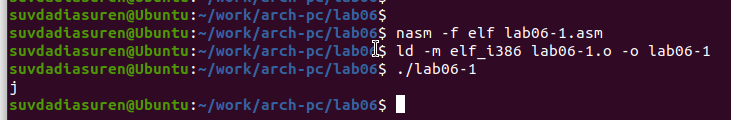 suvdadiasuren@Ubuntu:~/work/arch-pc/lab06$
suvdadiasuren@Ubuntu:~/work/arch-pc/lab06$ nasm -f elf lab06-1.asm
suvdadiasuren@Ubuntu:~/work/arch-pc/lab06$ ld -m elf_i386 lab06-1.o -o lab06-1
suvdadiasuren@Ubuntu:~/work/arch-pc/lab06$ ./lab06-1
j
suvdadiasuren@Ubuntu:~/work/arch-pc/lab06$